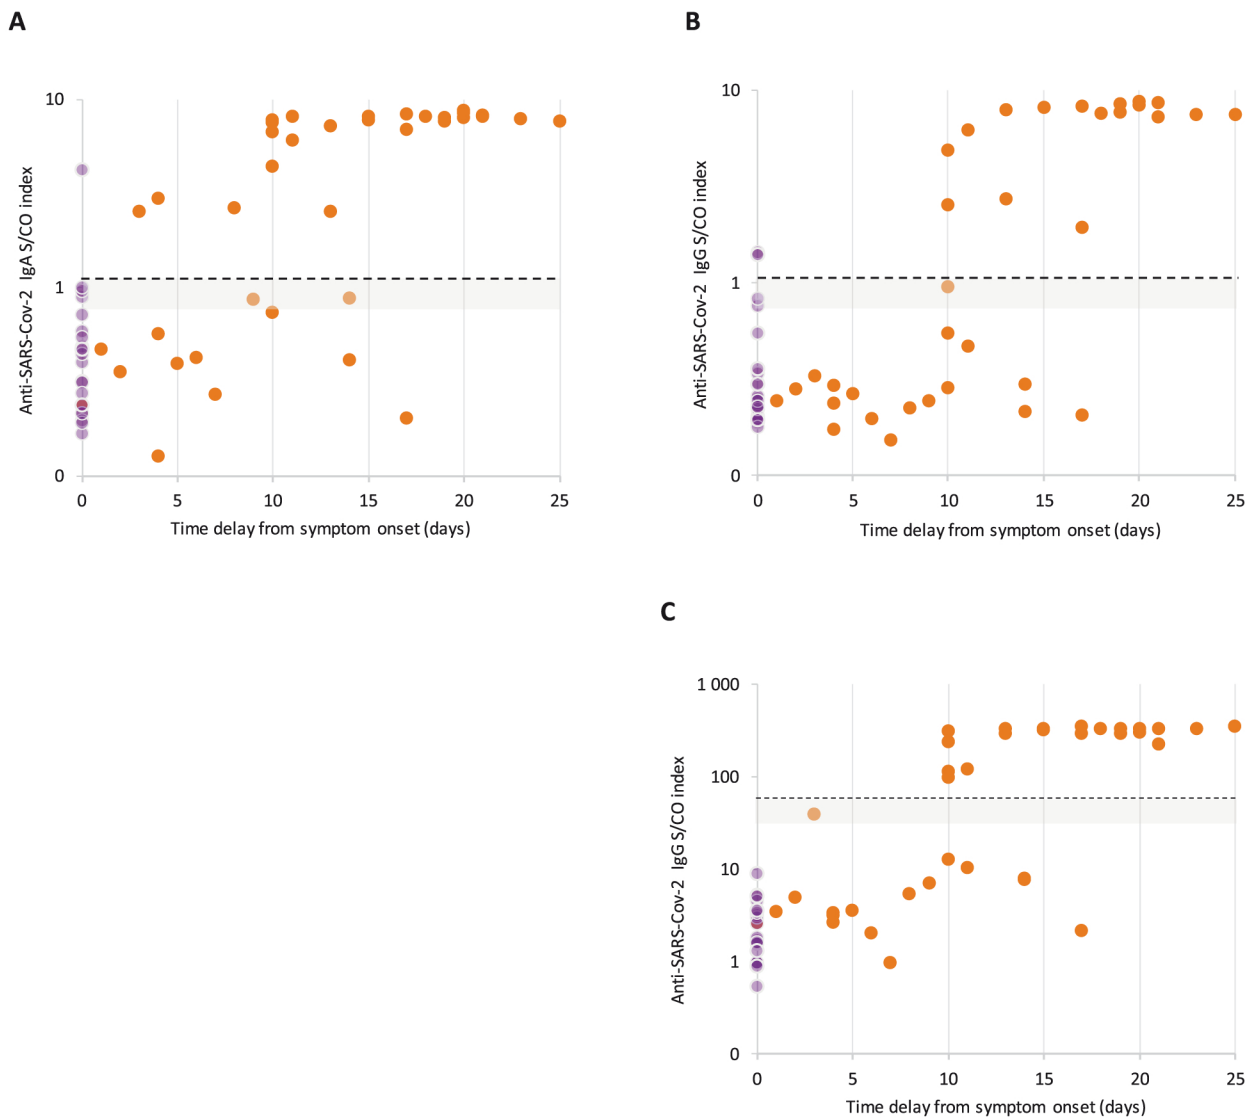 A
B
10
1
0
Anti-SARS-Cov-2 IgA S/CO index
0 5 10 15 20 25
Time delay from symptom onset (days)
10
1
0
Anti-SARS-Cov-2 IgG S/CO index
0 5 10 15 20 25
Time delay from symptom onset (days)
C
1 000
100
10
1
0
Anti-SARS-Cov-2 IgG S/CO index
0 5 10 15 20 25
Time delay from symptom onset (days)